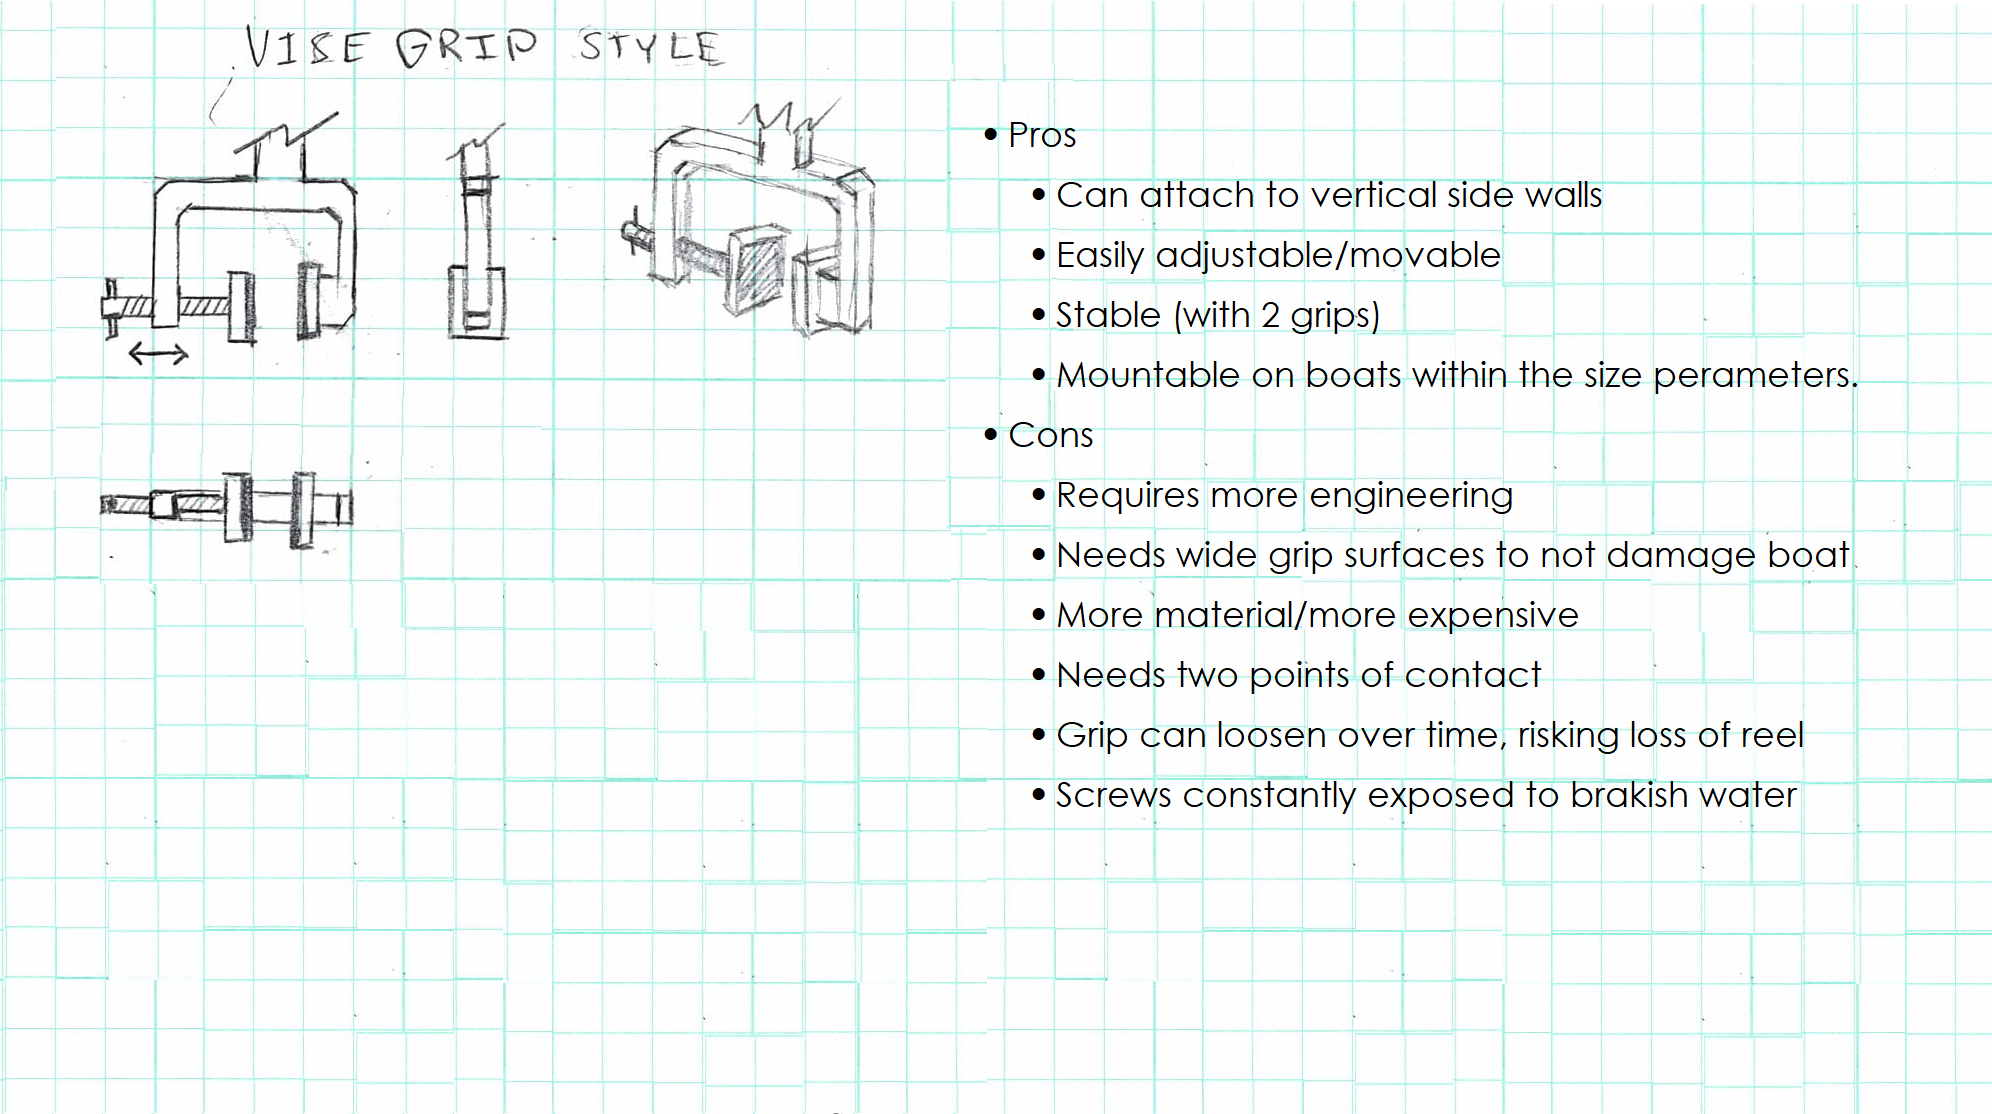 VISE GRIP STYLE
• Pros
• Can attach to vertical side walls
• Easily adjustable/movable
• Stable (with 2 grips)
• Mountable on boats within the size perameters.
• Cons
• Requires more engineering
• Needs wide grip surfaces to not damage boat
• More material/more expensive
• Needs two points of contact
• Grip can loosen over time, risking loss of reel
• Screws constantly exposed to brakish water